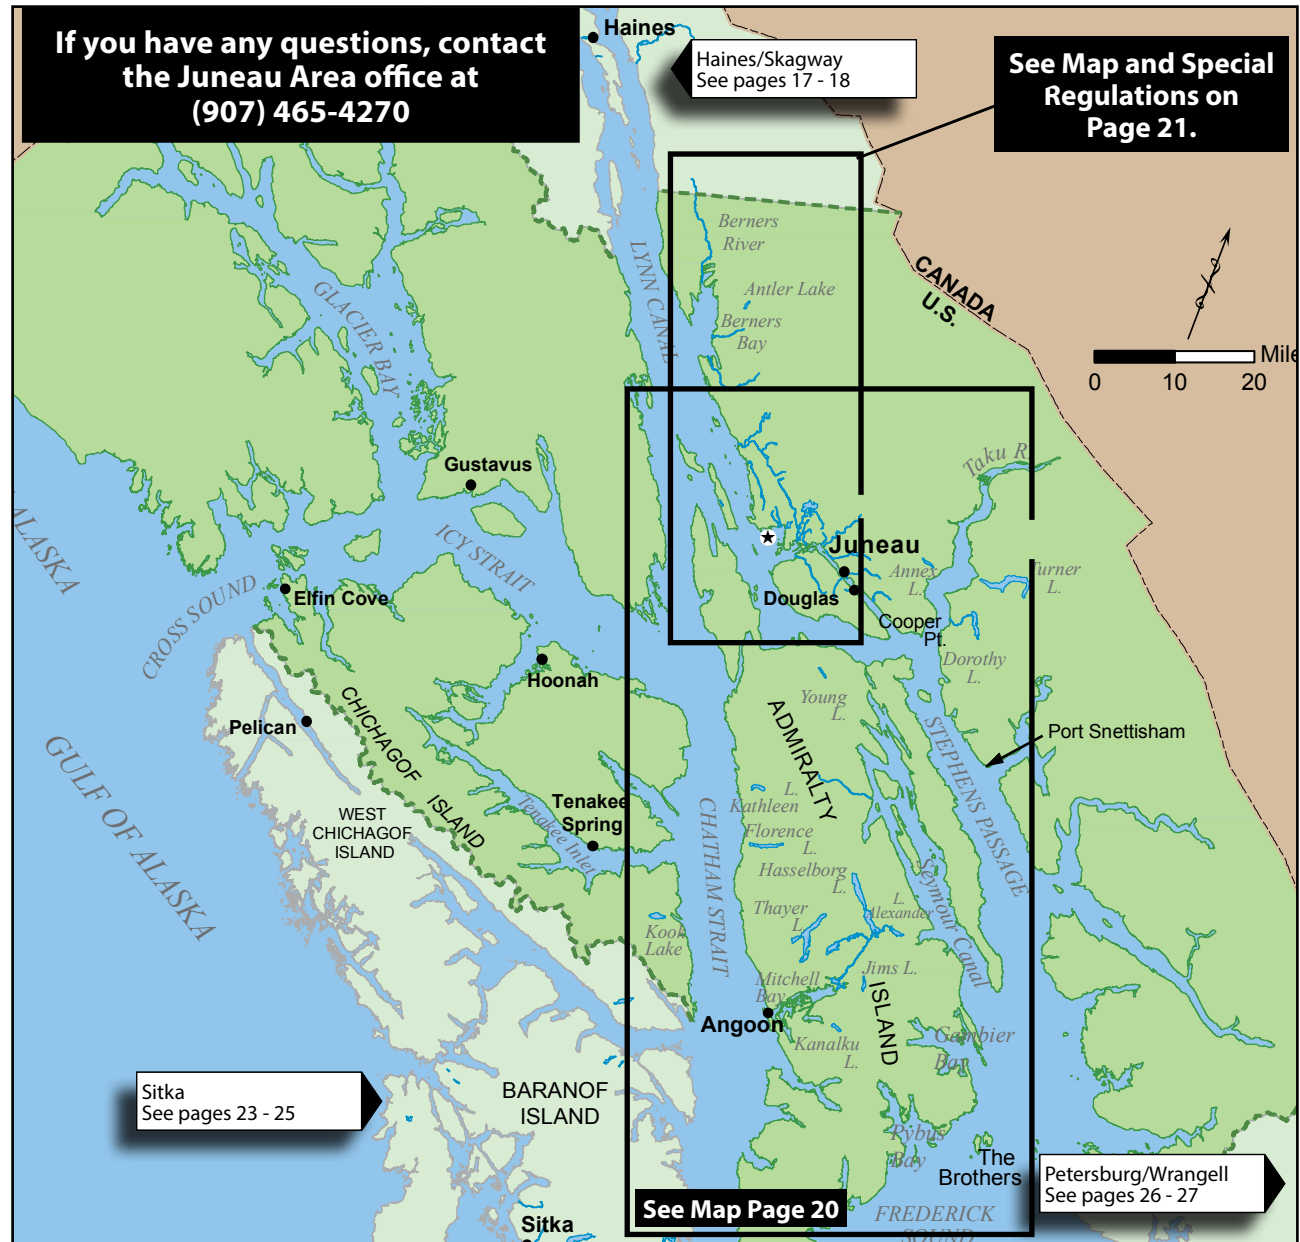 If you have any questions, contact
the Juneau Area office at
(907) 465-4270
Haines
Haines/Skagway
See pages 17 - 18
See Map and Special
Regulations on
Page 21.
Berners
River
LYNN CANAL
Antler Lake
Berners
Bay
CANADA
U.S.
0 10 20
GLACIER BAY
Gustavus
Taku R.
ALASKA
ICY STRAIT
Juneau
Annex
L.
Turner
L.
CROSS SOUND
Elfin Cove
Douglas
Cooper
Pt.
Hoonah
Dorothy
L.
Young
L.
Pelican
CHICHAGOF ISLAND
ADMIRALTY ISLAND
STEPHENS PASSAGE
Port Snettisham
GULF OF ALASKA
WEST
CHICHAGOF
ISLAND
Tenakee
Spring
Tenakee Inlet
CHATHAM STRAIT
L.
Kathleen
Florence
L.
Hasselborg
L.
Seymour Canal
L.
Alexander
Thayer
L.
Kook
Lake
Jims L.
Mitchell
Bay
Angoon
Kanalku
L.
Gambier
Bay
Sitka
See pages 23 - 25
BARANOF
ISLAND
Pybus
Bay
The
Brothers
Petersburg/Wrangell
See pages 26 - 27
See Map Page 20
FREDERICK
SOUND
Sitka